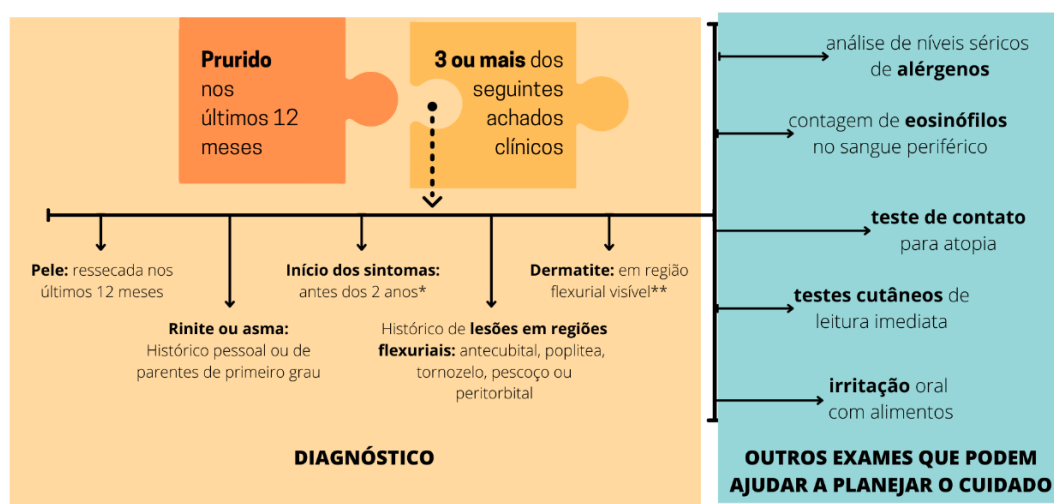 Prurido
nos
últimos 12
meses
3 ou mais dos
seguintes
achados
clínicos
Pele: ressecada nos
últimos 12 meses
Rinite ou asma:
Histórico pessoal ou de
parentes de primeiro grau
Início dos sintomas:
antes dos 2 anos*
Histórico de lesões em regiões
flexuriais: antecubital, poplitea,
tornozelo, pescoço ou
peritorbital
Dermatite: em região
flexurial visível**
DIAGNÓSTICO
análise de níveis séricos
de alérgenos
contagem de eosinófilos
no sangue periférico
teste de contato
para atopia
testes cutâneos de
leitura imediata
irritação oral
com alimentos
OUTROS EXAMES QUE PODEM
AJUDAR A PLANEJAR O CUIDADO